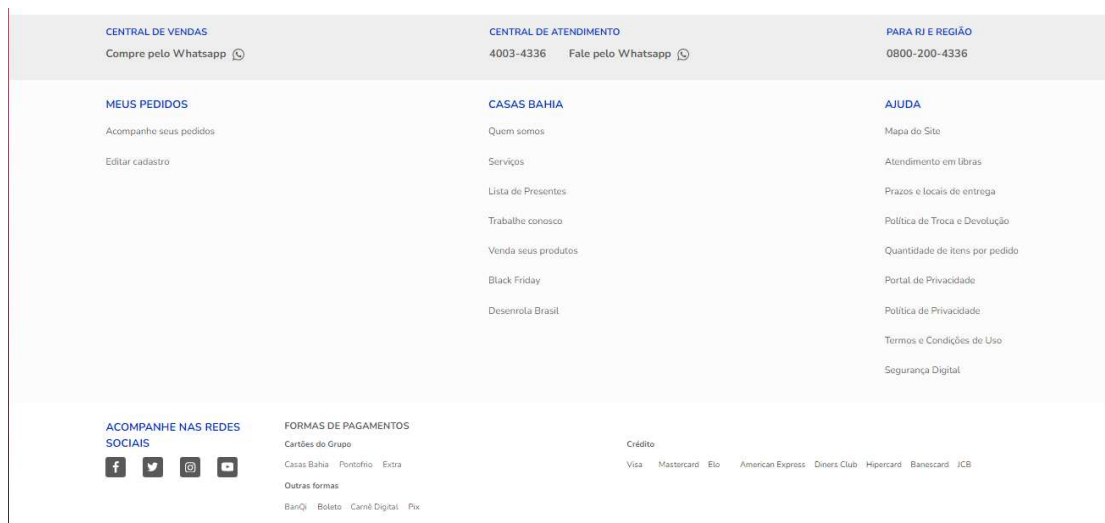 CENTRAL DE VENDAS
Compre pelo Whatsapp
CENTRAL DE ATENDIMENTO
4003-4336 Fale pelo Whatsapp
PARA RJ E REGIÃO
0800-200-4336
MEUS PEDIDOS
Acompanhe seus pedidos
Editar cadastro
CASAS BAHIA
Quem somos
Serviços
Lista de Presentes
Trabalhe conosco
Venda seus produtos
Black Friday
Desenrola Brasil
AJUDA
Mapa do Site
Atendimento em libras
Prazos e locais de entrega
Política de Troca e Devolução
Quantidade de itens por pedido
Portal de Privacidade
Política de Privacidade
Termos e Condições de Uso
Segurança Digital
ACOMPANHE NAS REDES
SOCIAIS
FORMAS DE PAGAMENTOS
Cartões do Grupo
Casas Bahia Pontofrio Extra
Outras formas
BanQi Boleto Carnê Digital Pix
Crédito
Visa Mastercard Elo American Express Diners Club Hipercard Banescard JCB